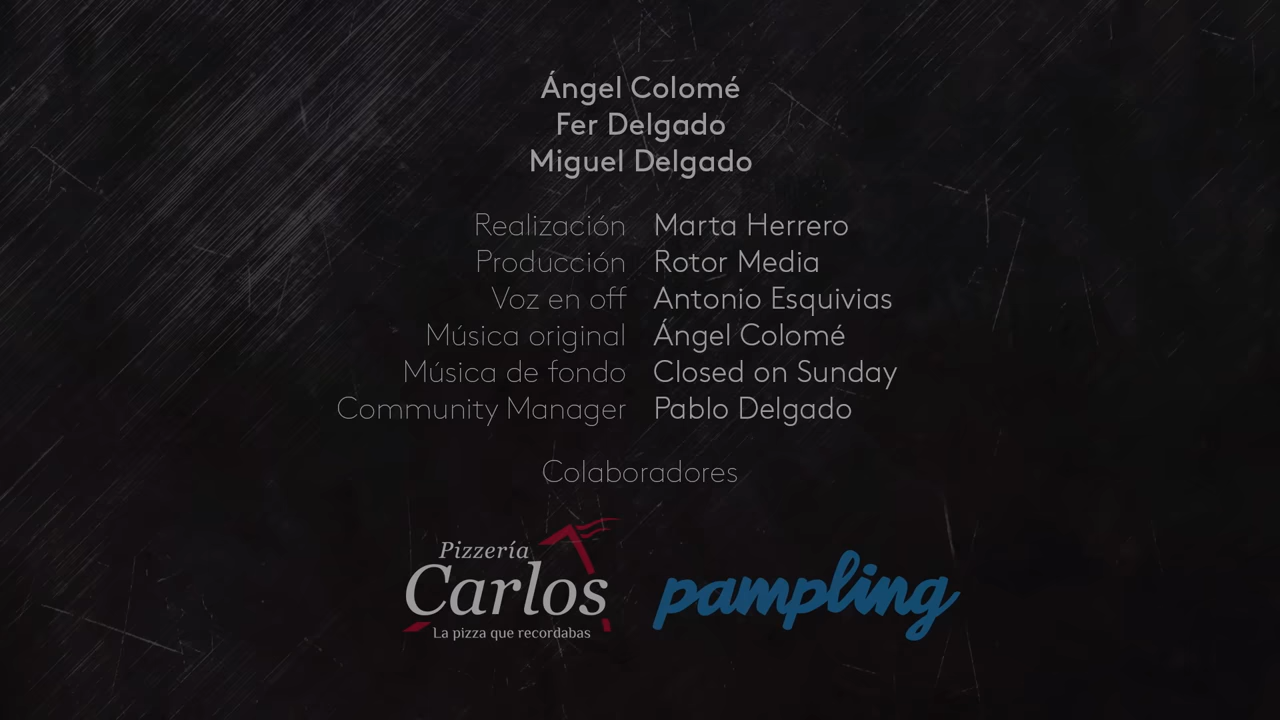 Ángel Colomé
Fer Delgado
Miguel Delgado
Realización Marta Herrero
Producción Rotor Media
Voz en off Antonio Esquivias
Música original Ángel Colomé
Música de fondo Closed on Sunday
Community Manager Pablo Delgado
Colaboradores
Pizzería
Carlos
La pizza que recordabas
pampling